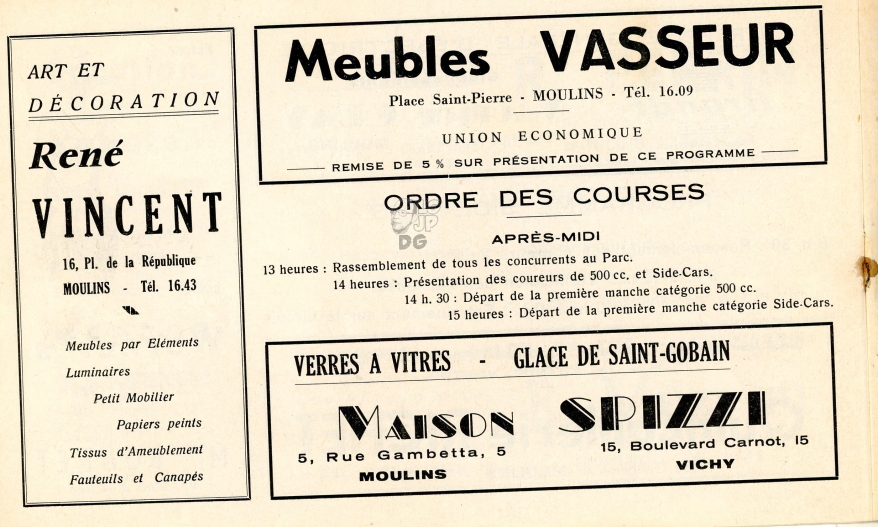 ART ET
DÉCORATION
René
VINCENT
16, Pl. de la République
MOULINS - Tél. 16.43
Meubles par Eléments
Luminaires
Petit Mobilier
Papiers peints
Tissus d'Ameublement
Fauteuils et Canapés
Meubles VASSEUR
Place Saint-Pierre - MOULINS - Tél. 16.09
UNION ECONOMIQUE
REMISE DE 5 % SUR PRÉSENTATION DE CE PROGRAMME
ORDRE DES COURSES
JP
DG
APRÈS-MIDI
13 heures : Rassemblement de tous les concurrents au Parc.
14 heures : Présentation des coureurs de 500 cc. et Side-Cars.
14 h. 30 : Départ de la première manche catégorie 500 cc.
15 heures : Départ de la première manche catégorie Side-Cars.
VERRES A VITRES - GLACE DE SAINT-GOBAIN
MAISON SPIZZI
5, Rue Gambetta, 5
MOULINS
15, Boulevard Carnot, 15
VICHY